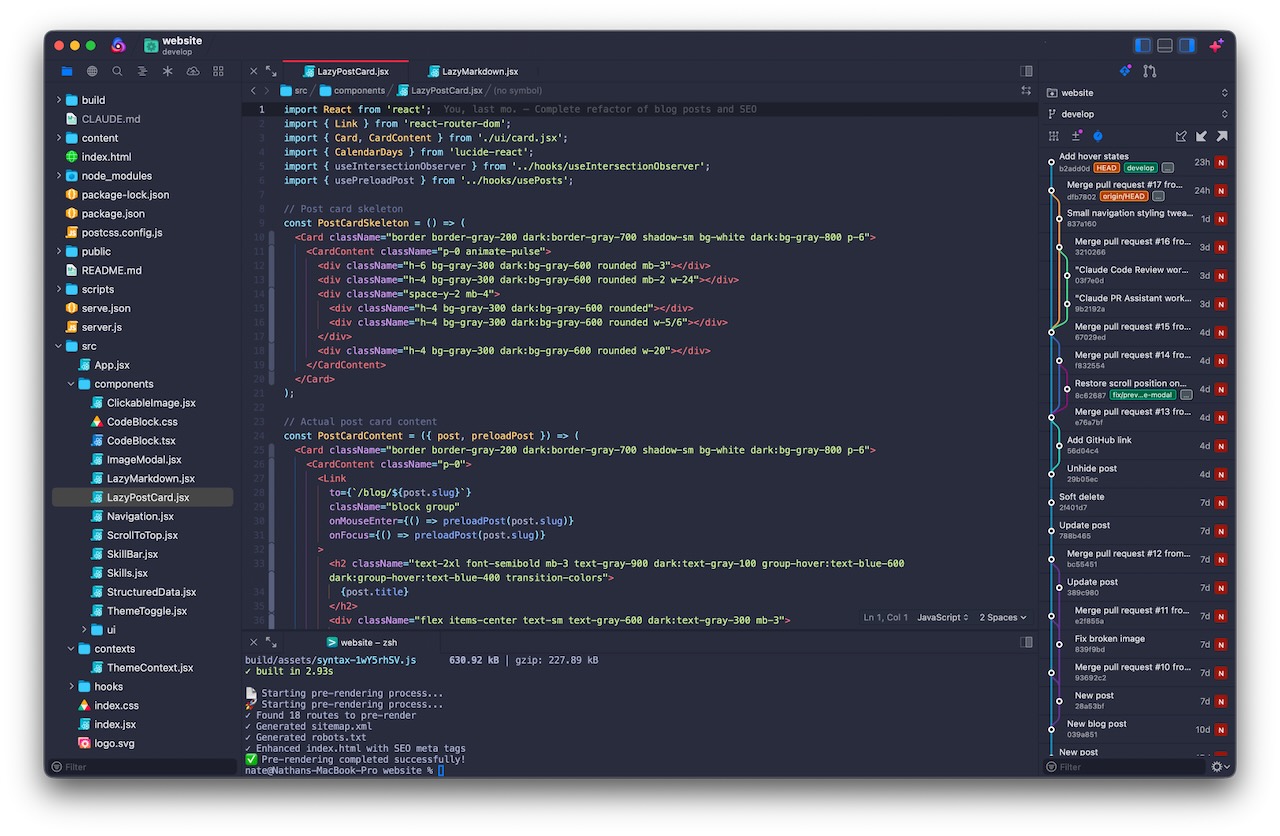 website
develop
build
CLAUDE.md
content
index.html
node_modules
package-lock.json
package.json
postcss.config.js
public
README.md
scripts
serve.json
server.js
src
App.jsx
components
ClickableImage.jsx
CodeBlock.css
CodeBlock.tsx
ImageModal.jsx
LazyMarkdown.jsx
LazyPostCard.jsx
Navigation.jsx
ScrollToTop.jsx
SkillBar.jsx
Skills.jsx
StructuredData.jsx
ThemeToggle.jsx
ui
contexts
ThemeContext.jsx
hooks
index.css
index.jsx
logo.svg
Filter
LazyPostCard.jsx
LazyMarkdown.jsx
src / components / LazyPostCard.jsx / (no symbol)
1 import React from 'react'; You, last mo. — Complete refactor of blog posts and SEO
2 import { Link } from 'react-router-dom';
3 import { Card, CardContent } from './ui/card.jsx';
4 import { CalendarDays } from 'lucide-react';
5 import { useIntersectionObserver } from '../hooks/useIntersectionObserver';
6 import { usePreloadPost } from '../hooks/usePosts';
7
8 // Post card skeleton
9 const PostCardSkeleton = () => (
10 <Card className="border border-gray-200 dark:border-gray-700 shadow-sm bg-white dark:bg-gray-800 p-6">
11 <CardContent className="p-0 animate-pulse">
12 <div className="h-6 bg-gray-300 dark:bg-gray-600 rounded mb-3"></div>
13 <div className="h-4 bg-gray-300 dark:bg-gray-600 rounded mb-2 w-24"></div>
14 <div className="space-y-2 mb-4">
15 <div className="h-4 bg-gray-300 dark:bg-gray-600 rounded"></div>
16 <div className="h-4 bg-gray-300 dark:bg-gray-600 rounded w-5/6"></div>
17 </div>
18 <div className="h-4 bg-gray-300 dark:bg-gray-600 rounded w-20"></div>
19 </CardContent>
20 </Card>
21 );
22
23 // Actual post card content
24 const PostCardContent = ({ post, preloadPost }) => (
25 <Card className="border border-gray-200 dark:border-gray-700 shadow-sm bg-white dark:bg-gray-800 p-6">
26 <CardContent className="p-0">
27 <Link
28 to={`/blog/${post.slug}`}
29 className="block group"
30 onMouseEnter={() => preloadPost(post.slug)}
31 onFocus={() => preloadPost(post.slug)}
32 >
33 <h2 className="text-2xl font-semibold mb-3 text-gray-900 dark:text-gray-100 group-hover:text-blue-600
dark:group-hover:text-blue-400 transition-colors">
34 {post.title}
35 </h2>
36 <div className="flex items-center text-sm text-gray-600 dark:text-gray-300 mb-3">
Ln 1, Col 1 JavaScript 2 Spaces
website – zsh
build/assets/syntax-1wY5rhSV.js 630.92 kB │ gzip: 227.89 kB
✓ built in 2.93s
Starting pre-rendering process...
Starting pre-rendering process...
✓ Found 18 routes to pre-render
✓ Generated sitemap.xml
✓ Generated robots.txt
✓ Enhanced index.html with SEO meta tags
✅ Pre-rendering completed successfully!
nate@Nathans-MacBook-Pro website %
website
develop
Add hover states 23h N
b2add0d HEAD develop ...
Merge pull request #17 fro... 24h N
dfb7802 origin/HEAD ...
Small navigation styling twea... 1d N
837a160
Merge pull request #16 fro... 3d N
3210266
"Claude Code Review wor... 3d N
03f7e0d
"Claude PR Assistant work... 3d N
9b2192a
Merge pull request #15 fro... 4d N
67029ed
Merge pull request #14 fro... 4d N
f832554
Restore scroll position on... 4d N
8c62687 fix/prev...e-modal ...
Merge pull request #13 fro... 4d N
e76a7bf
Add GitHub link 4d N
56d04c4
Unhide post 4d N
29b05ec
Soft delete 7d N
2f401d7
Update post 7d N
788b465
Merge pull request #12 from... 7d N
bc55451
Update post 7d N
389c980
Merge pull request #11 fro... 7d N
e2f855a
Fix broken image 7d N
839f9bd
Merge pull request #10 fro... 7d N
93692c2
New post 7d N
28a53bf
New blog post 10d N
039a851
New post
Filter